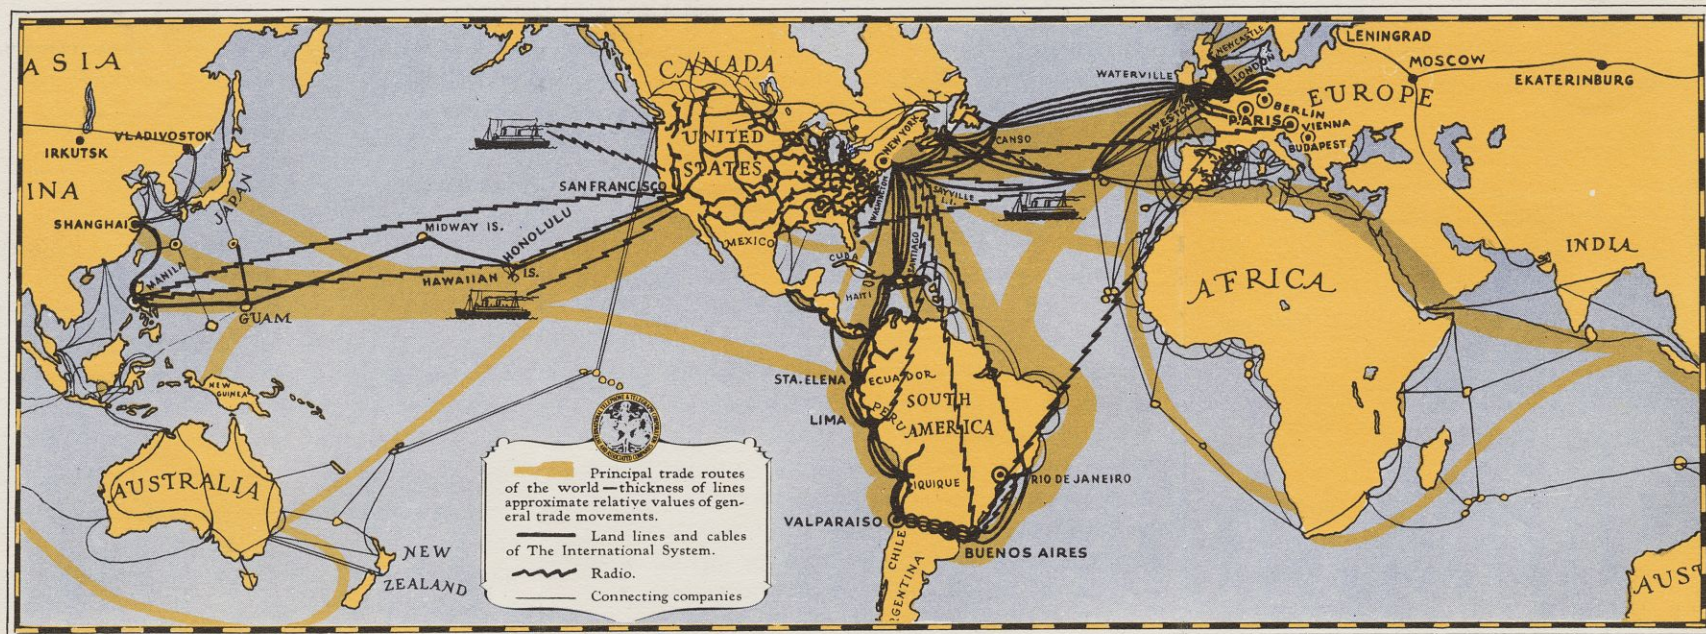 ASIA
IRKUTSK
VLADIVOSTOK
INA
SHANGHAI
JAPAN
MANILA
GUAM
NEW
GUINEA
AUSTRALIA
NEW
ZEALAND
MIDWAY IS.
HONOLULU
HAWAIIAN IS.
SAN FRANCISCO
CANADA
UNITED
STATES
MEXICO
NEW YORK
WASHINGTON
SAYVILLE
L.I.
CANSO
CUBA
HAITI
SANTIAGO
STA. ELENA
ECUADOR
LIMA
PERU
SOUTH
AMERICA
IQUIQUE
RIO DE JANEIRO
VALPARAISO
BUENOS AIRES
CHILE
RGENTINA
WATERVILLE
NEWCASTLE
LONDON
WESTON
PARIS
BERLIN
VIENNA
BUDAPEST
EUROPE
LENINGRAD
MOSCOW
EKATERINBURG
AFRICA
INDIA
AUST
Principal trade routes
of the world—thickness of lines
approximate relative values of gen-
eral trade movements.
Land lines and cables
of The International System.
Radio.
Connecting companies